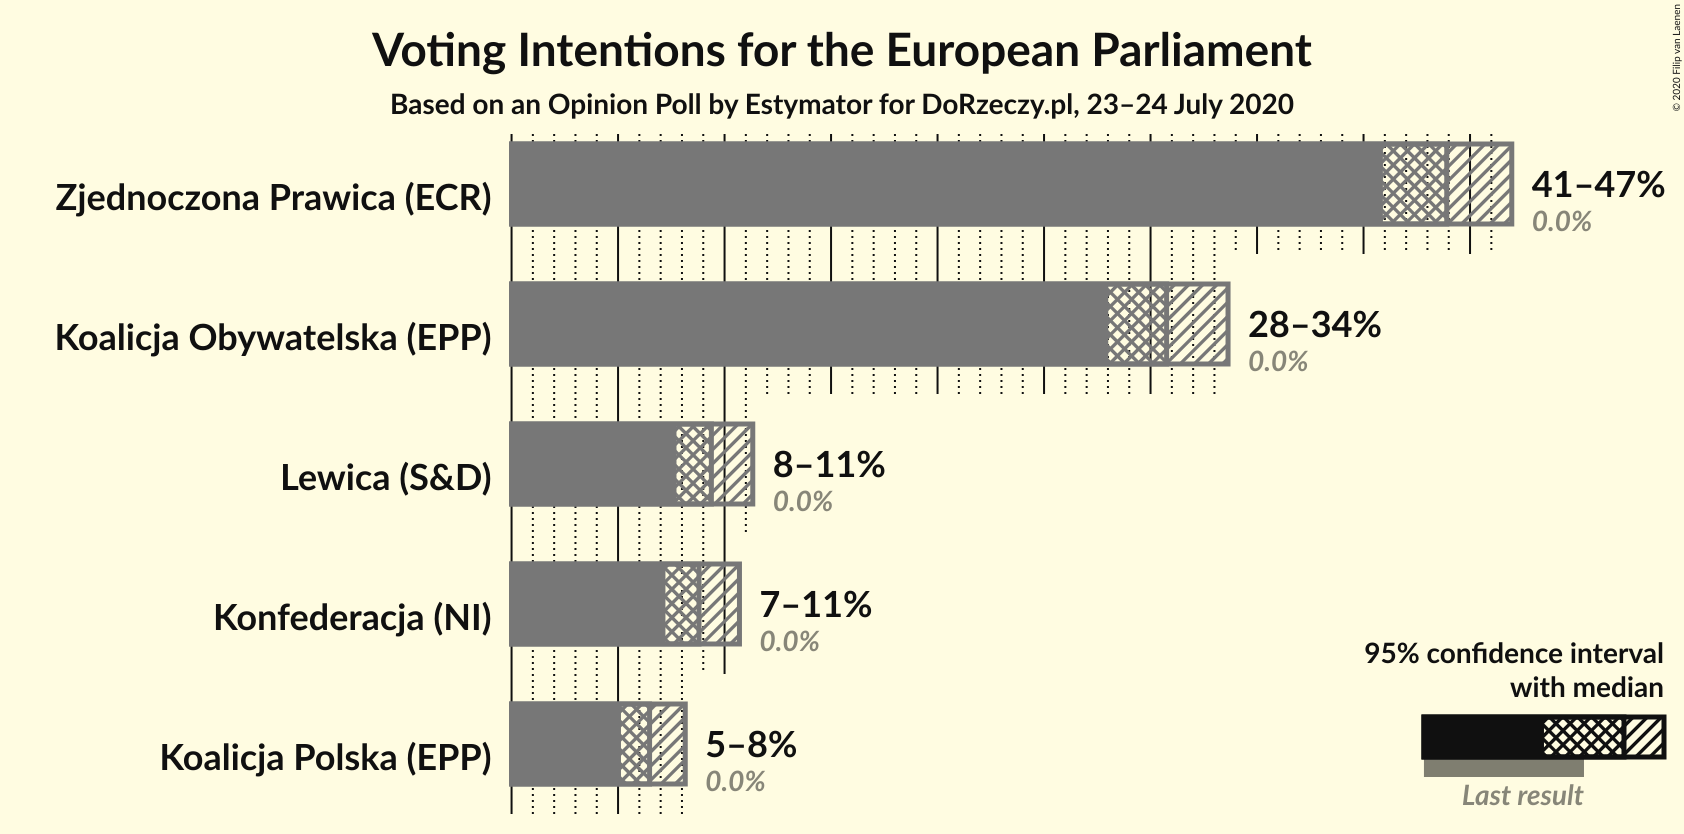 Voting Intentions for the European Parliament
Based on an Opinion Poll by Estymator for DoRzeczy.pl, 23–24 July 2020
© 2020 Filip van Laenen
Zjednoczona Prawica (ECR)
41–47%
0.0%
Koalicja Obywatelska (EPP)
28–34%
0.0%
Lewica (S&D)
8–11%
0.0%
Konfederacja (NI)
7–11%
0.0%
Koalicja Polska (EPP)
5–8%
0.0%
95% confidence interval
with median
Last result